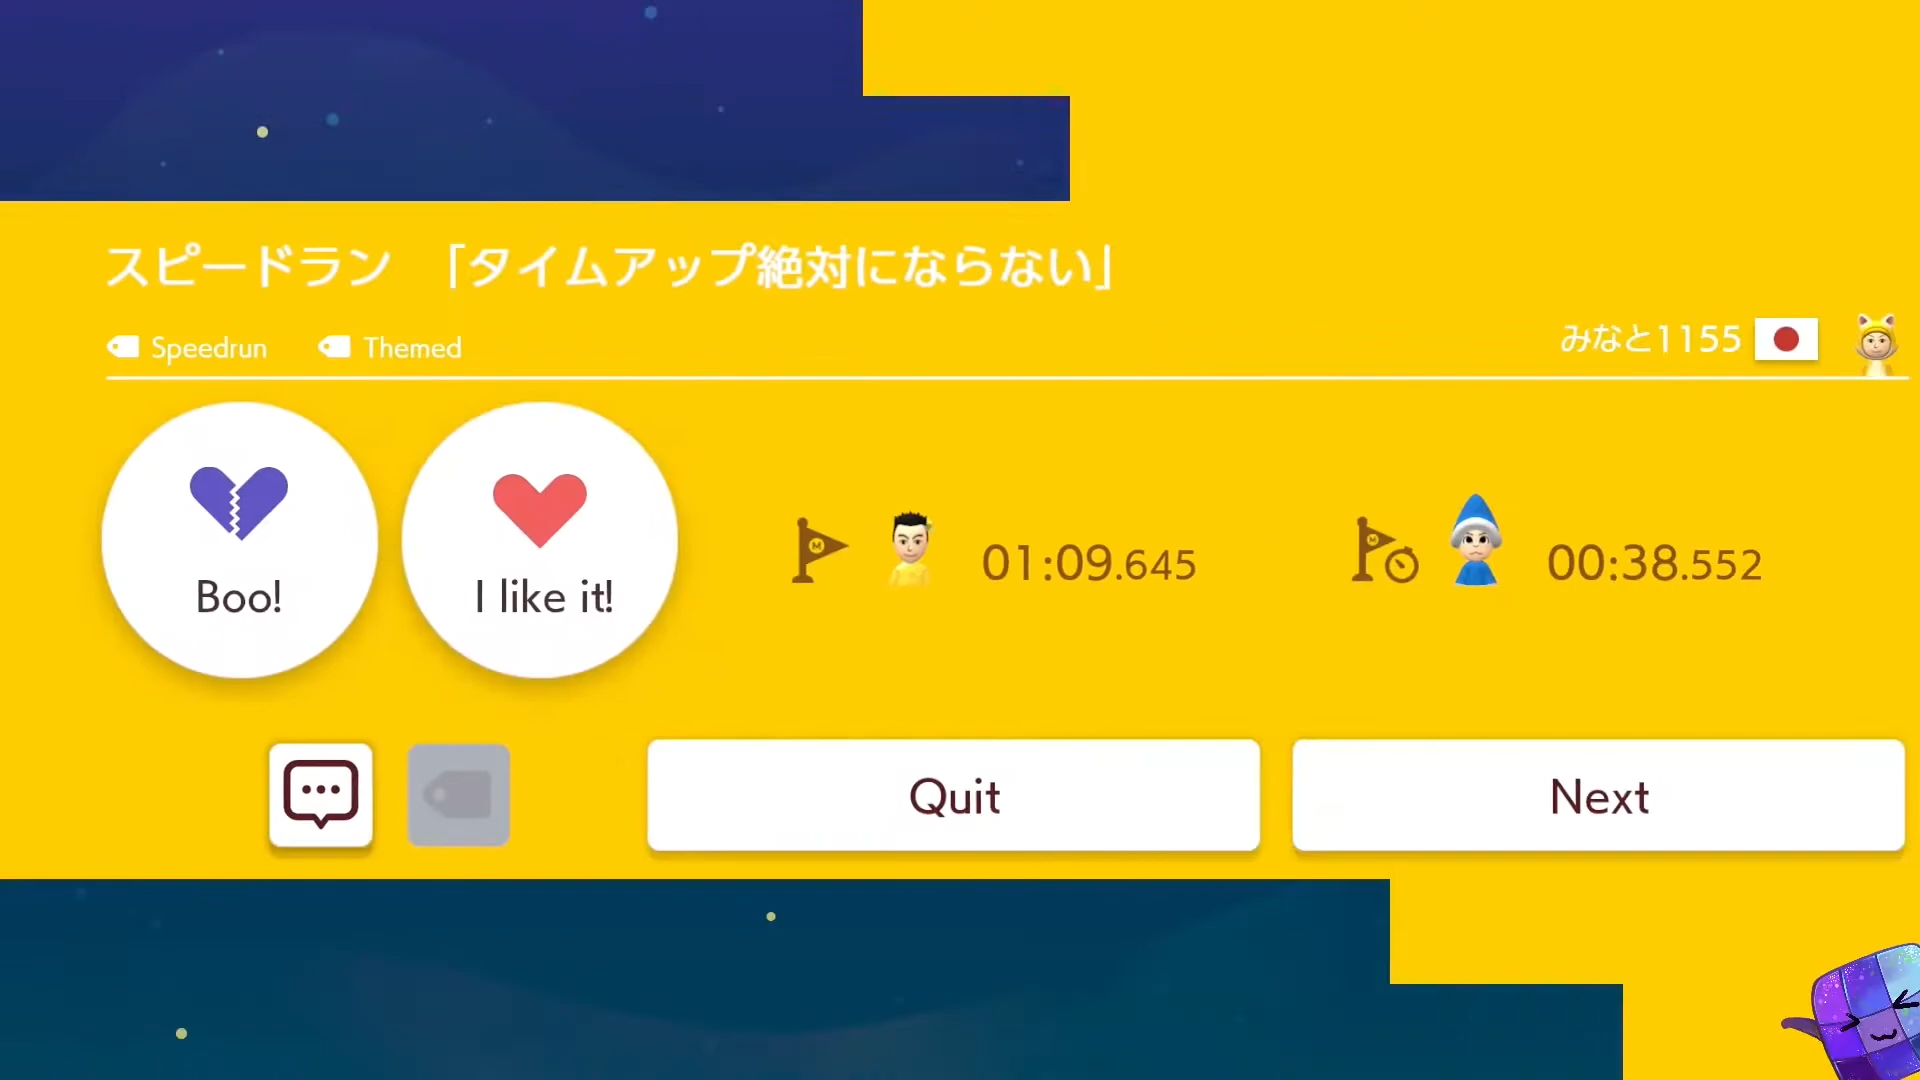 スピードラン 「タイムアップ絶対にならない」
Speedrun Themed
みなと1155
Boo!
I like it!
M
01:09.645
M
00:38.552
Quit
Next